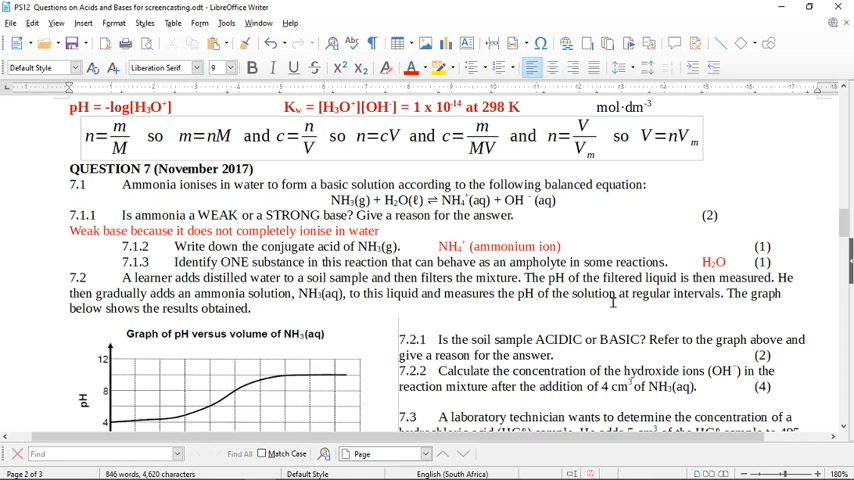 PS12 Questions on Acids and Bases for screencasting.odt - LibreOffice Writer
File Edit View Insert Format Styles Table Form Tools Window Help
Default Style Liberation Serif 9
pH = -log[H₃O⁺] Kw = [H₃O⁺][OH⁻] = 1 x 10⁻¹⁴ at 298 K mol·dm⁻³
n=m/M so m=nM and c=n/V so n=cV and c=m/MV and n=V/Vm so V=nVm
QUESTION 7 (November 2017)
7.1 Ammonia ionises in water to form a basic solution according to the following balanced equation:
NH₃(g) + H₂O(ℓ) ⇌ NH₄⁺(aq) + OH⁻(aq)
7.1.1 Is ammonia a WEAK or a STRONG base? Give a reason for the answer. (2)
Weak base because it does not completely ionise in water
7.1.2 Write down the conjugate acid of NH₃(g). NH₄⁺ (ammonium ion) (1)
7.1.3 Identify ONE substance in this reaction that can behave as an ampholyte in some reactions. H₂O (1)
7.2 A learner adds distilled water to a soil sample and then filters the mixture. The pH of the filtered liquid is then measured. He
then gradually adds an ammonia solution, NH₃(aq), to this liquid and measures the pH of the solution at regular intervals. The graph
below shows the results obtained.
Graph of pH versus volume of NH₃(aq)
12
8
4
pH
7.2.1 Is the soil sample ACIDIC or BASIC? Refer to the graph above and
give a reason for the answer. (2)
7.2.2 Calculate the concentration of the hydroxide ions (OH⁻) in the
reaction mixture after the addition of 4 cm³ of NH₃(aq). (4)
7.3 A laboratory technician wants to determine the concentration of a
Find Find All Match Case Page
Page 2 of 3 846 words, 4,620 characters Default Style English (South Africa) 180%